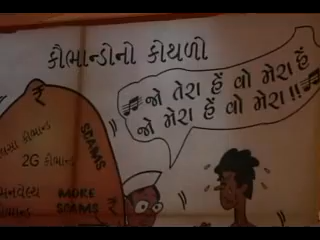 કૌભાન્ડોનો કોથળો
જો તેરા હૈં વો મેરા હૈં
જો મેરા હૈં વો મેરા !!
₹
SCAMS
2G કૌભાન્ડ
MORE
SCAMS
₹